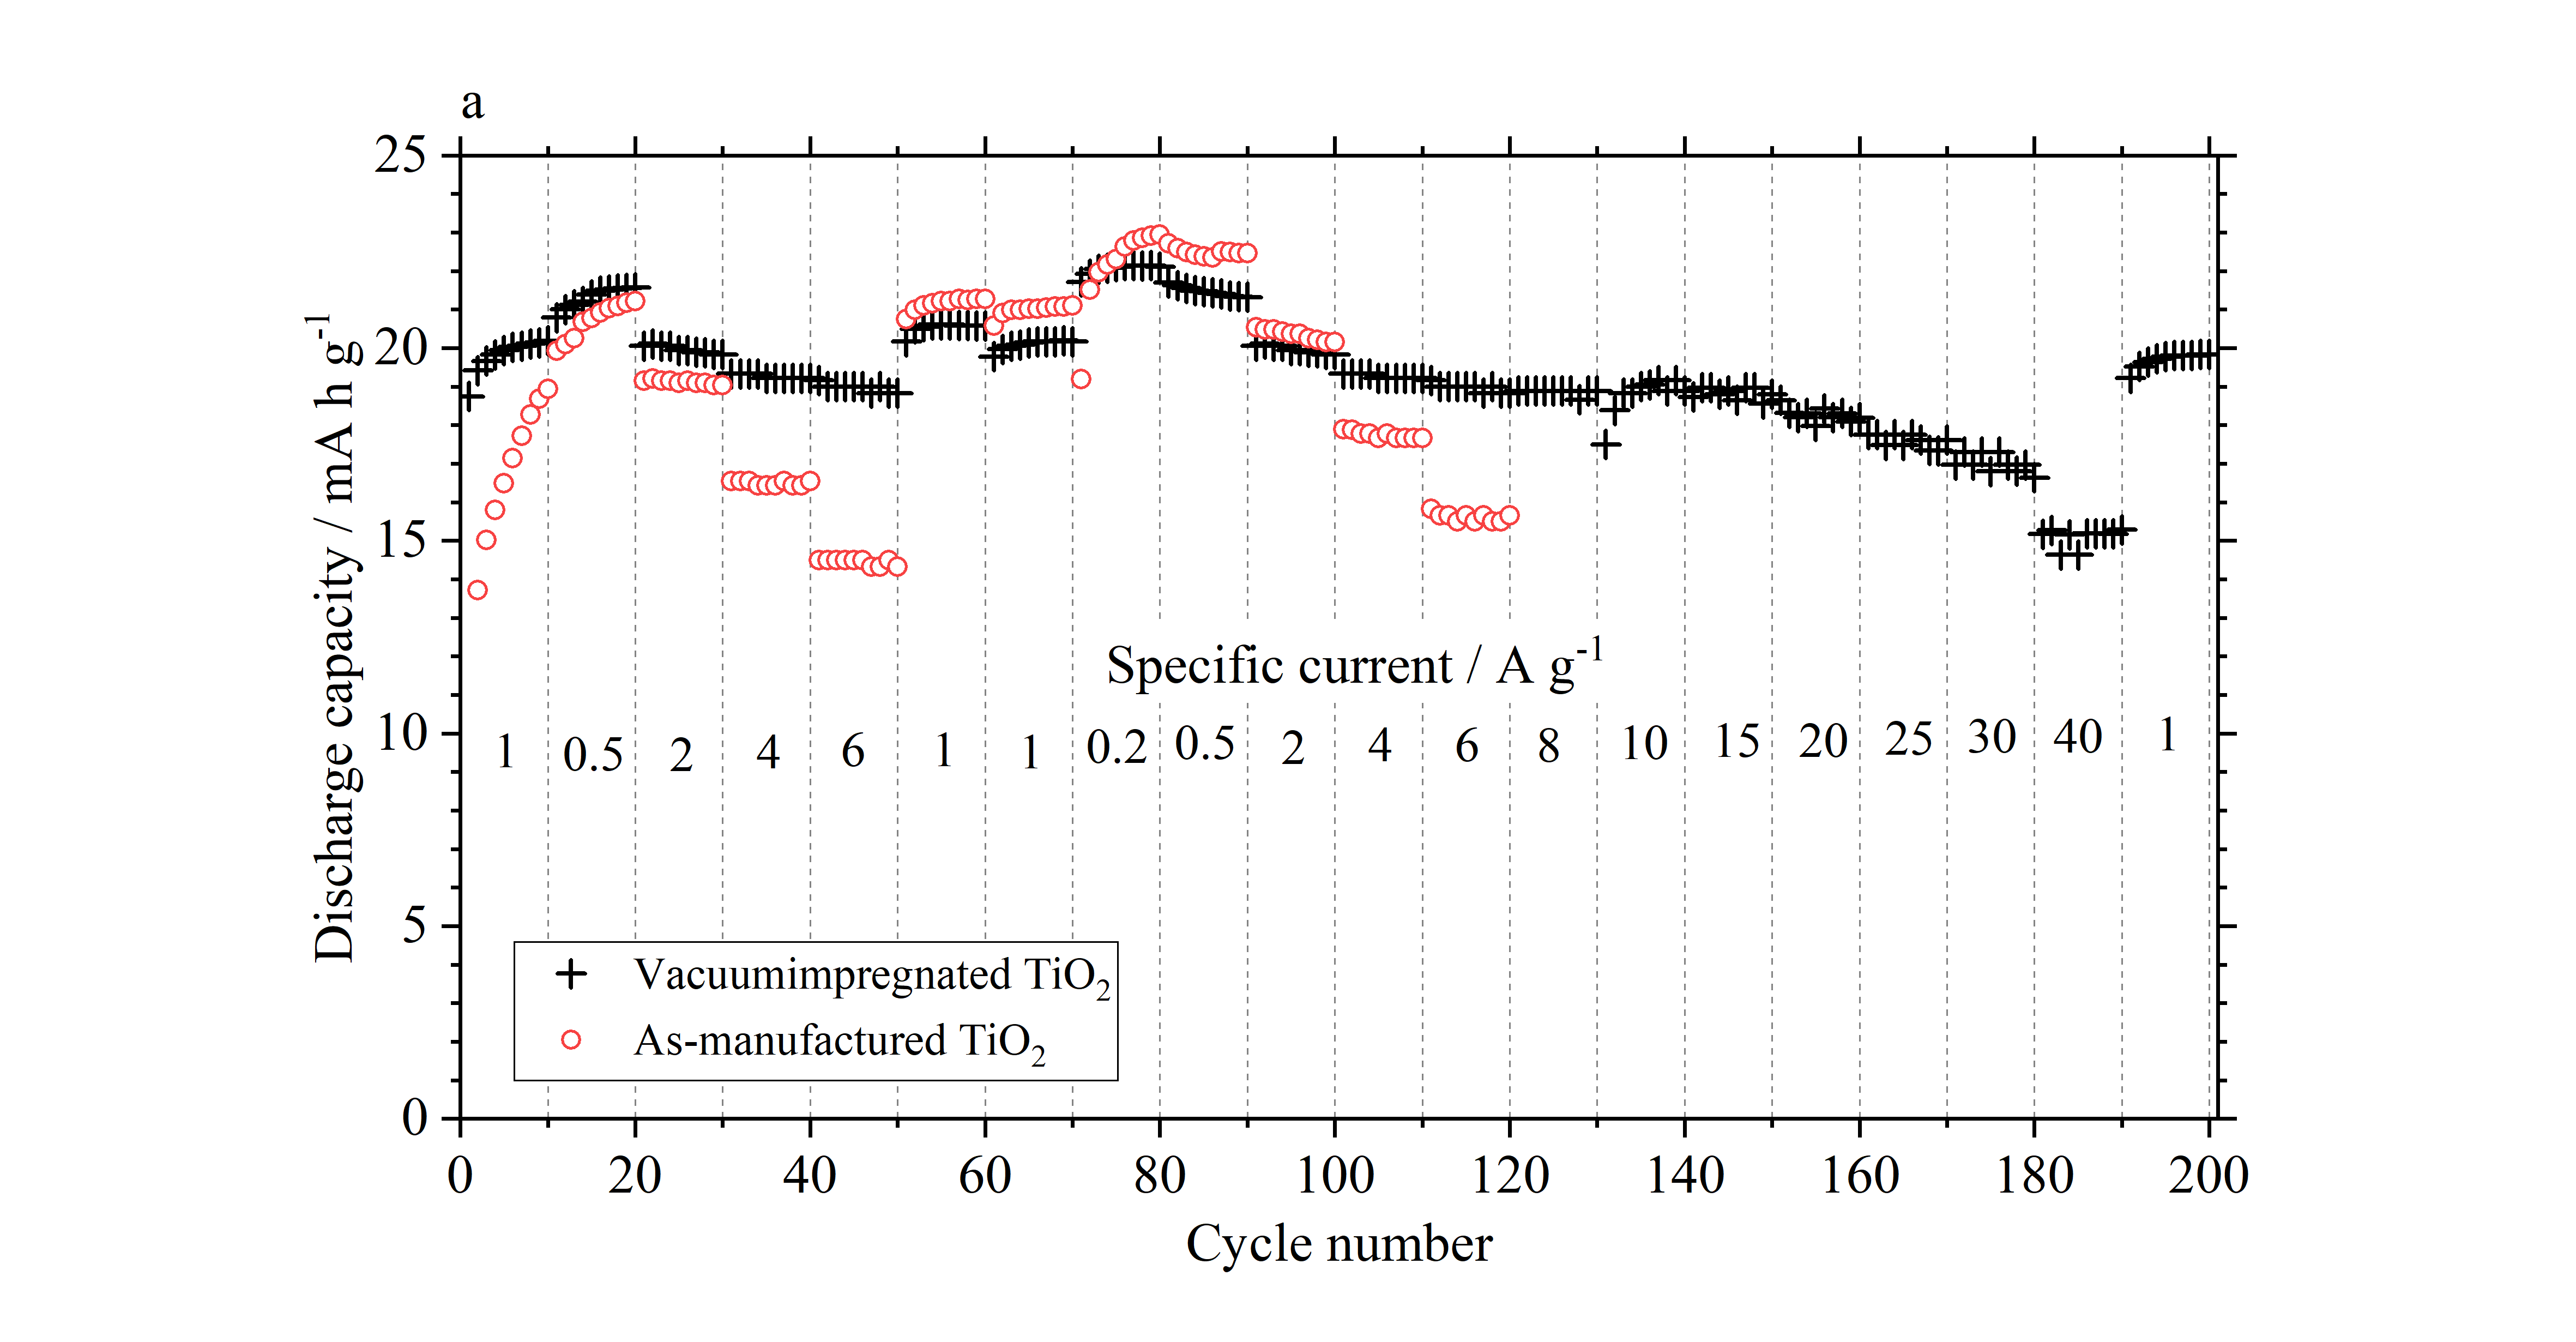 a
25
20
15
10
5
0
Discharge capacity / mA h g⁻¹
Specific current / A g⁻¹
1 0.5 2 4 6 1 1 0.2 0.5 2 4 6 8 10 15 20 25 30 40 1
Vacuumimpregnated TiO₂
As-manufactured TiO₂
0 20 40 60 80 100 120 140 160 180 200
Cycle number